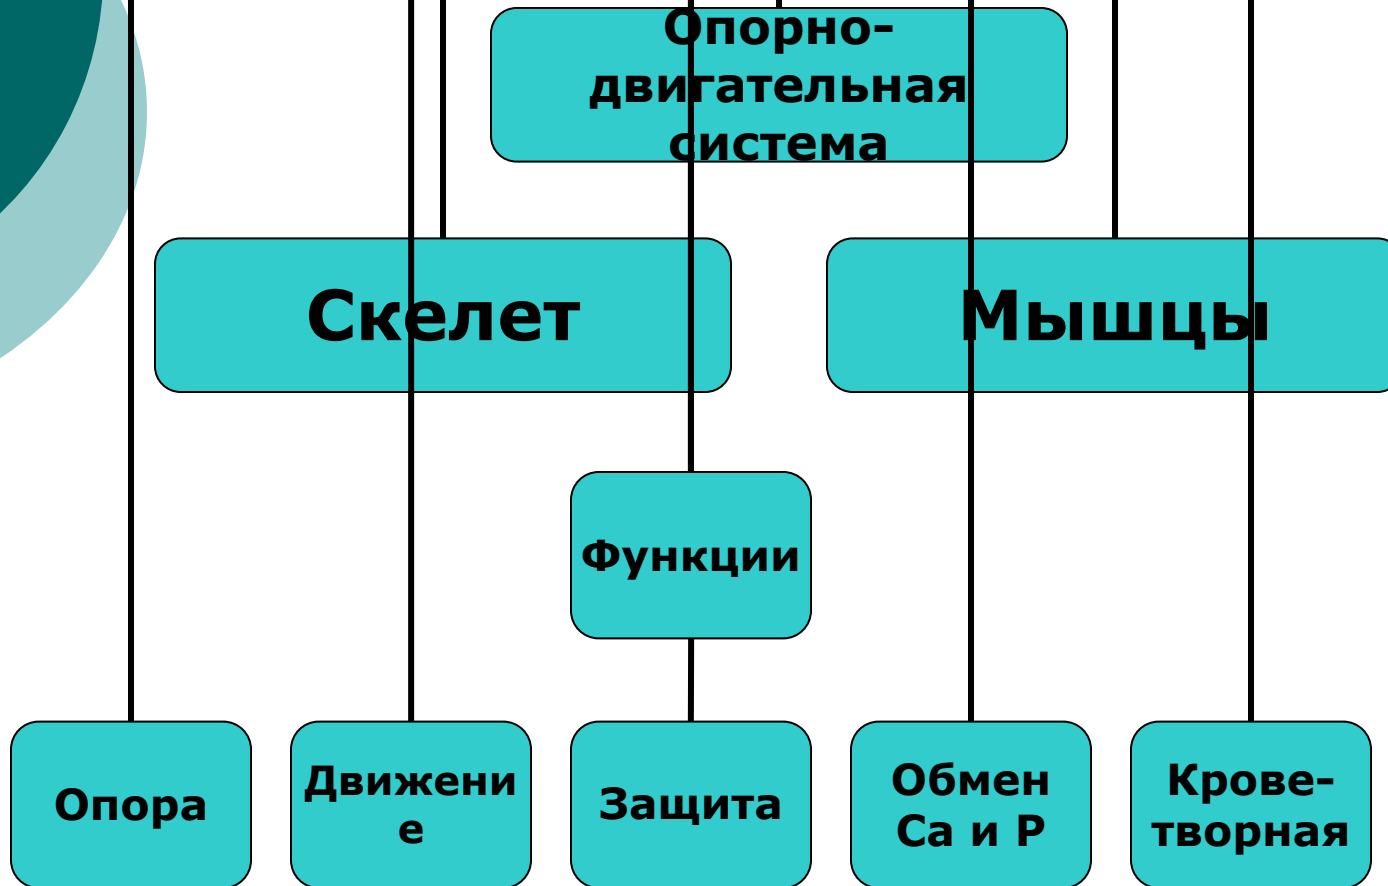 Опорно-
двигательная
система
Скелет
Мышцы
Функции
Опора
Движени
е
Защита
Обмен
Са и Р
Крове-
творная